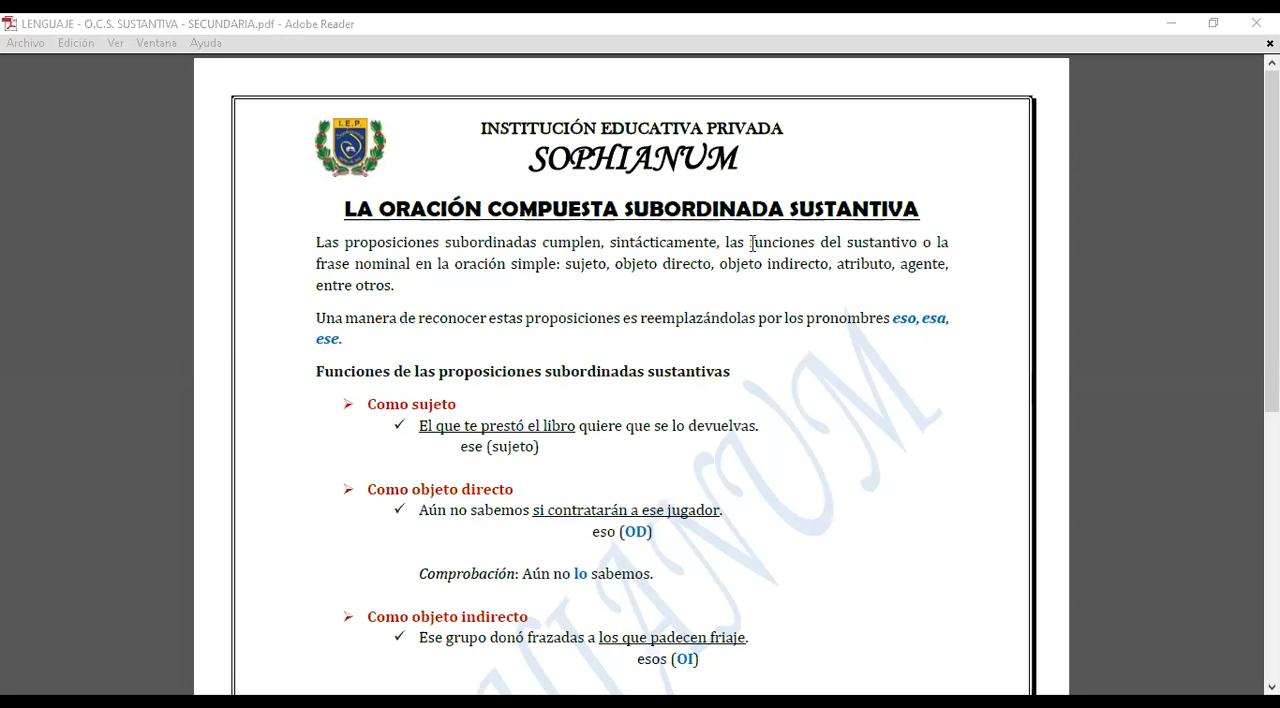 LENGUAJE - O.C.S. SUSTANTIVA - SECUNDARIA.pdf - Adobe Reader
Archivo Edición Ver Ventana Ayuda
I.E.P.
INSTITUCIÓN EDUCATIVA PRIVADA
SOPHIANUM
LA ORACIÓN COMPUESTA SUBORDINADA SUSTANTIVA
Las proposiciones subordinadas cumplen, sintácticamente, las funciones del sustantivo o la
frase nominal en la oración simple: sujeto, objeto directo, objeto indirecto, atributo, agente,
entre otros.
Una manera de reconocer estas proposiciones es reemplazándolas por los pronombres eso, esa,
ese.
Funciones de las proposiciones subordinadas sustantivas
➢ Como sujeto
✓ El que te prestó el libro quiere que se lo devuelvas.
ese (sujeto)
➢ Como objeto directo
✓ Aún no sabemos si contratarán a ese jugador.
eso (OD)
Comprobación: Aún no lo sabemos.
➢ Como objeto indirecto
✓ Ese grupo donó frazadas a los que padecen friaje.
esos (OI)